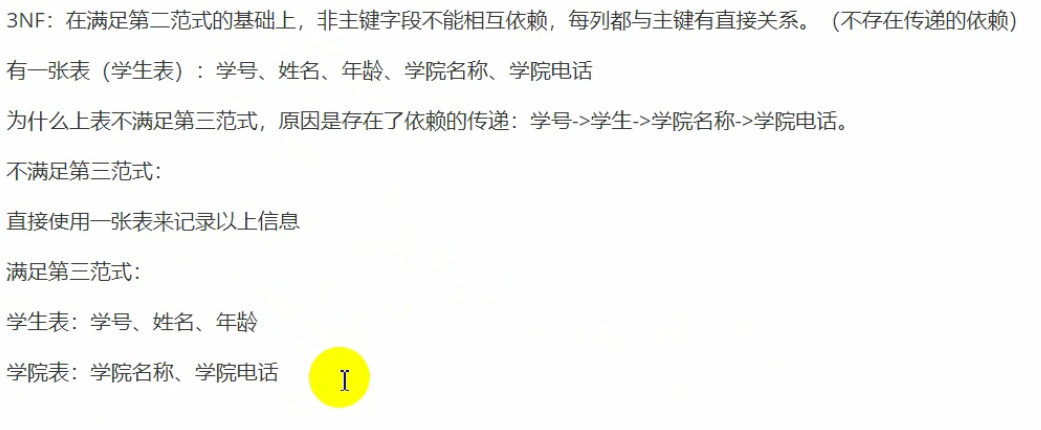 3NF：在满足第二范式的基础上，非主键字段不能相互依赖，每列都与主键有直接关系。（不存在传递的依赖）
有一张表（学生表）：学号、姓名、年龄、学院名称、学院电话
为什么上表不满足第三范式，原因是存在了依赖的传递：学号->学生->学院名称->学院电话。
不满足第三范式：
直接使用一张表来记录以上信息
满足第三范式：
学生表：学号、姓名、年龄
学院表：学院名称、学院电话